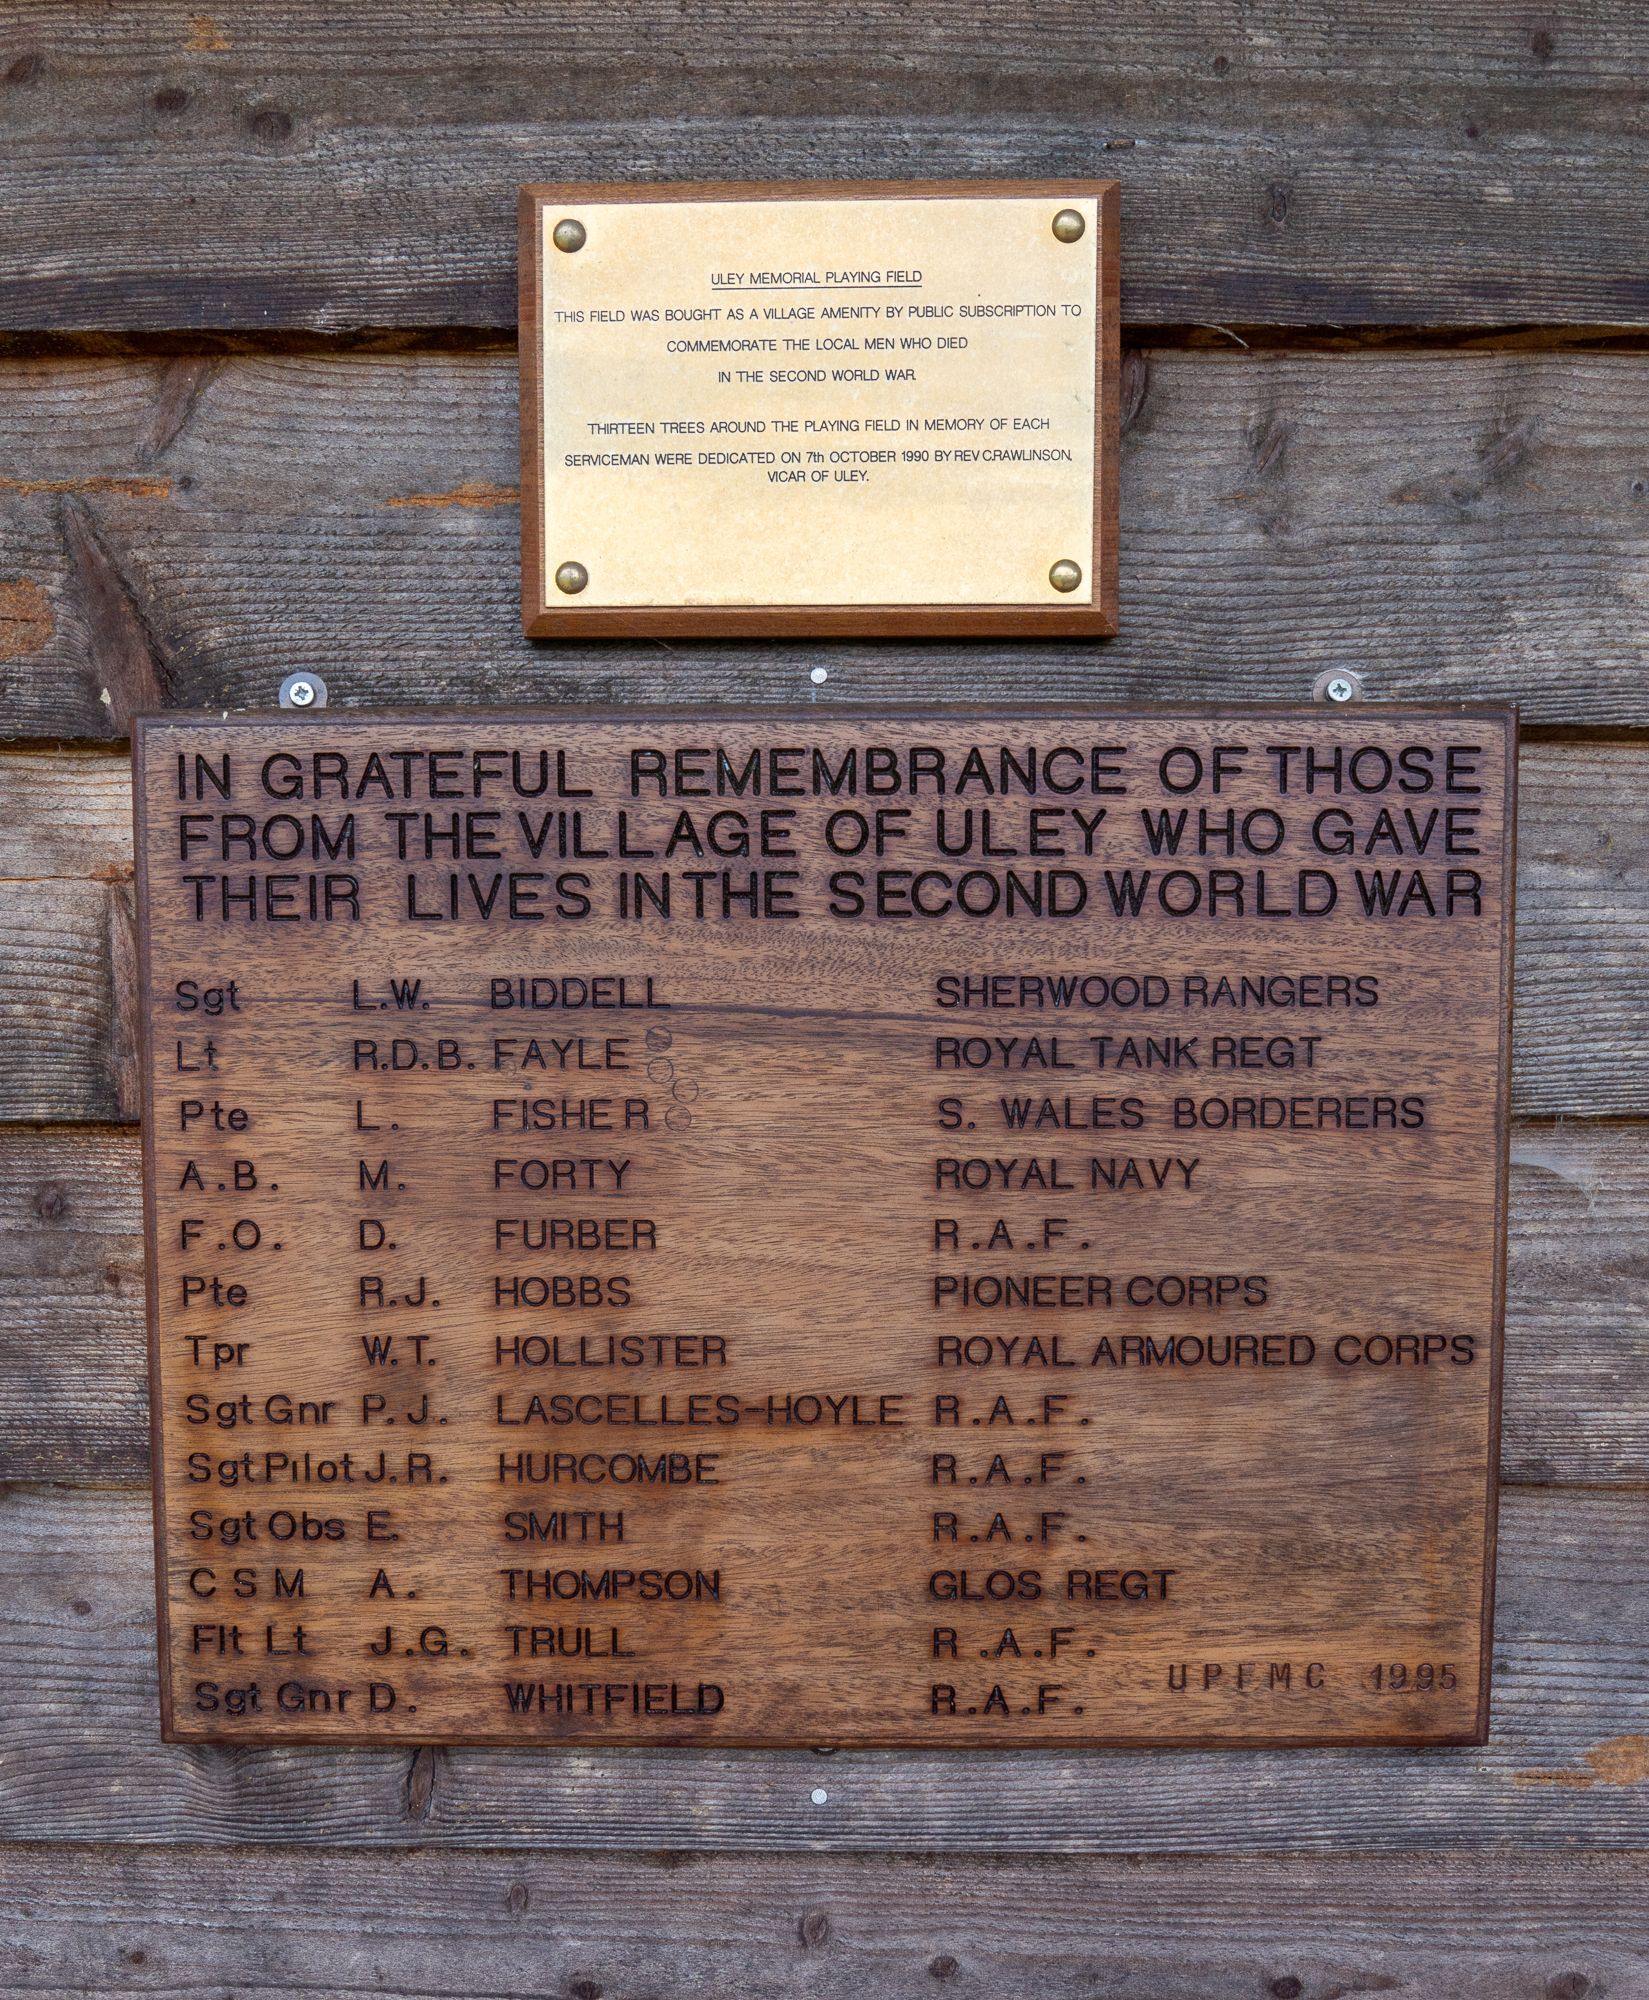 ULEY MEMORIAL PLAYING FIELD
THIS FIELD WAS BOUGHT AS A VILLAGE AMENITY BY PUBLIC SUBSCRIPTION TO
COMMEMORATE THE LOCAL MEN WHO DIED
IN THE SECOND WORLD WAR.
THIRTEEN TREES AROUND THE PLAYING FIELD IN MEMORY OF EACH
SERVICEMAN WERE DEDICATED ON 7th OCTOBER 1990 BY REV C.RAWLINSON,
VICAR OF ULEY.
IN GRATEFUL REMEMBRANCE OF THOSE
FROM THE VILLAGE OF ULEY WHO GAVE
THEIR LIVES IN THE SECOND WORLD WAR
Sgt L.W. BIDDELL SHERWOOD RANGERS
Lt R.D.B. FAYLE ROYAL TANK REGT
Pte L. FISHER S. WALES BORDERERS
A.B. M. FORTY ROYAL NAVY
F.O. D. FURBER R.A.F.
Pte R.J. HOBBS PIONEER CORPS
Tpr W.T. HOLLISTER ROYAL ARMOURED CORPS
Sgt Gnr P.J. LASCELLES-HOYLE R.A.F.
Sgt Pilot J.R. HURCOMBE R.A.F.
Sgt Obs E. SMITH R.A.F.
C S M A. THOMPSON GLOS REGT
Flt Lt J.G. TRULL R.A.F.
Sgt Gnr D. WHITFIELD R.A.F.
UPFMC 1995